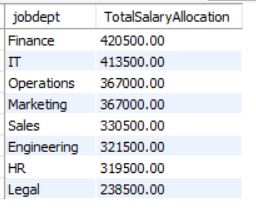 jobdept TotalSalaryAllocation
Finance 420500.00
IT 413500.00
Operations 367000.00
Marketing 367000.00
Sales 330500.00
Engineering 321500.00
HR 319500.00
Legal 238500.00